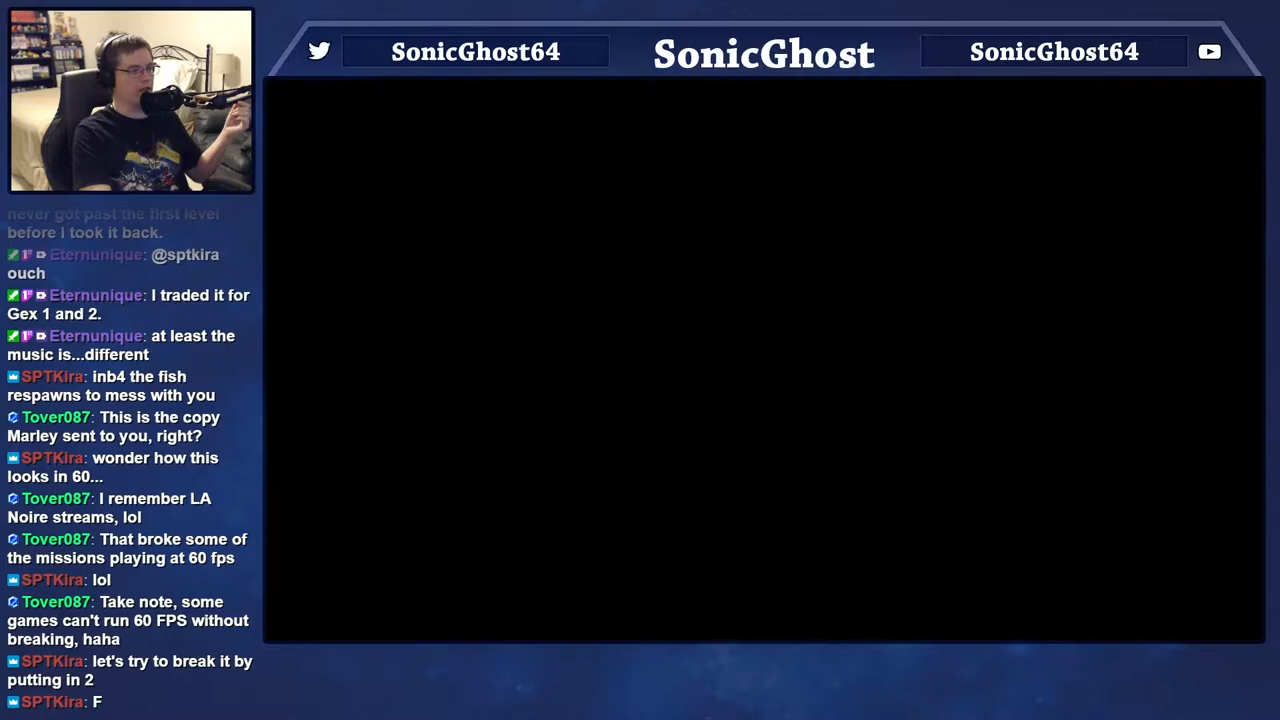 SonicGhost64
SonicGhost
SonicGhost64
never got past the first level
before I took it back.
Eternunique: @sptkira
ouch
Eternunique: I traded it for
Gex 1 and 2.
Eternunique: at least the
music is...different
SPTKira: inb4 the fish
respawns to mess with you
Tover087: This is the copy
Marley sent to you, right?
SPTKira: wonder how this
looks in 60...
Tover087: I remember LA
Noire streams, lol
Tover087: That broke some of
the missions playing at 60 fps
SPTKira: lol
Tover087: Take note, some
games can't run 60 FPS without
breaking, haha
SPTKira: let's try to break it by
putting in 2
SPTKira: F